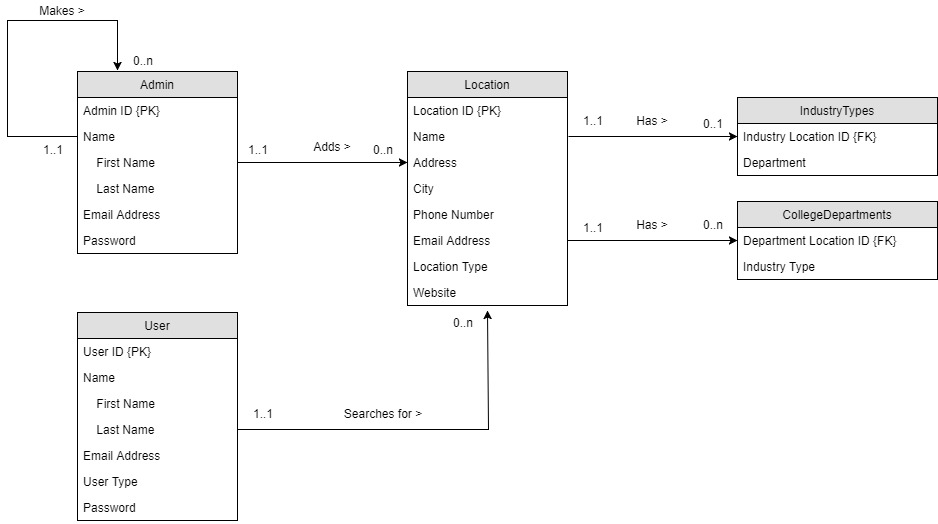 Makes >
0..n
1..1
Admin
Admin ID {PK}
Name
First Name
Last Name
Email Address
Password
1..1
Adds >
0..n
Location
Location ID {PK}
Name
Address
City
Phone Number
Email Address
Location Type
Website
1..1
Has >
0..1
IndustryTypes
Industry Location ID {FK}
Department
1..1
Has >
0..n
CollegeDepartments
Department Location ID {FK}
Industry Type
User
User ID {PK}
Name
First Name
Last Name
Email Address
User Type
Password
1..1
Searches for >
0..n